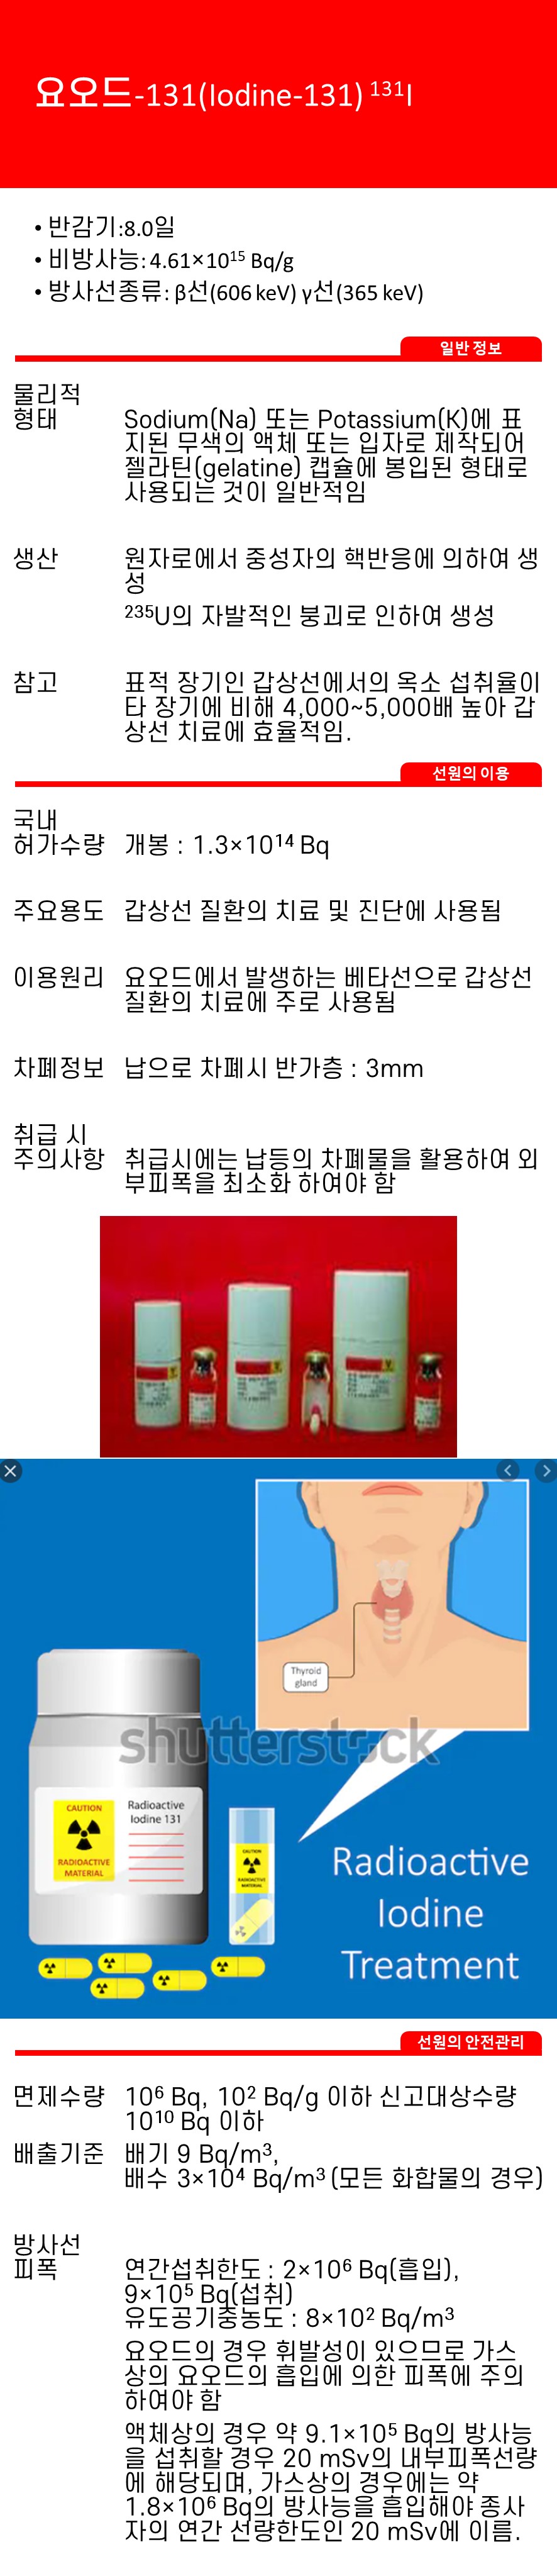 요오드-131(Iodine-131) ¹³¹I
• 반감기:8.0일
• 비방사능: 4.61×10¹⁵ Bq/g
• 방사선종류: β선(606 keV) γ선(365 keV)
일반 정보
물리적
형태 Sodium(Na) 또는 Potassium(K)에 표
지된 무색의 액체 또는 입자로 제작되어
젤라틴(gelatine) 캡슐에 봉입된 형태로
사용되는 것이 일반적임
생산 원자로에서 중성자의 핵반응에 의하여 생
성
²³⁵U의 자발적인 붕괴로 인하여 생성
참고 표적 장기인 갑상선에서의 옥소 섭취율이
타 장기에 비해 4,000~5,000배 높아 갑
상선 치료에 효율적임.
선원의 이용
국내
허가수량 개봉 : 1.3×10¹⁴ Bq
주요용도 갑상선 질환의 치료 및 진단에 사용됨
이용원리 요오드에서 발생하는 베타선으로 갑상선
질환의 치료에 주로 사용됨
차폐정보 납으로 차폐시 반가층 : 3mm
취급 시
주의사항 취급시에는 납등의 차폐물을 활용하여 외
부피폭을 최소화 하여야 함
Thyroid
gland
shutterstock
CAUTION
RADIOACTIVE
MATERIAL
Radioactive
Iodine 131
CAUTION
RADIOACTIVE
MATERIAL
Radioactive
Iodine
Treatment
선원의 안전관리
면제수량 10⁶ Bq, 10² Bq/g 이하 신고대상수량
10¹⁰ Bq 이하
배출기준 배기 9 Bq/m³,
배수 3×10⁴ Bq/m³ (모든 화합물의 경우)
방사선
피폭 연간섭취한도 : 2×10⁶ Bq(흡입),
9×10⁵ Bq(섭취)
유도공기중농도 : 8×10² Bq/m³
요오드의 경우 휘발성이 있으므로 가스
상의 요오드의 흡입에 의한 피폭에 주의
하여야 함
액체상의 경우 약 9.1×10⁵ Bq의 방사능
을 섭취할 경우 20 mSv의 내부피폭선량
에 해당되며, 가스상의 경우에는 약
1.8×10⁶ Bq의 방사능을 흡입해야 종사
자의 연간 선량한도인 20 mSv에 이름.